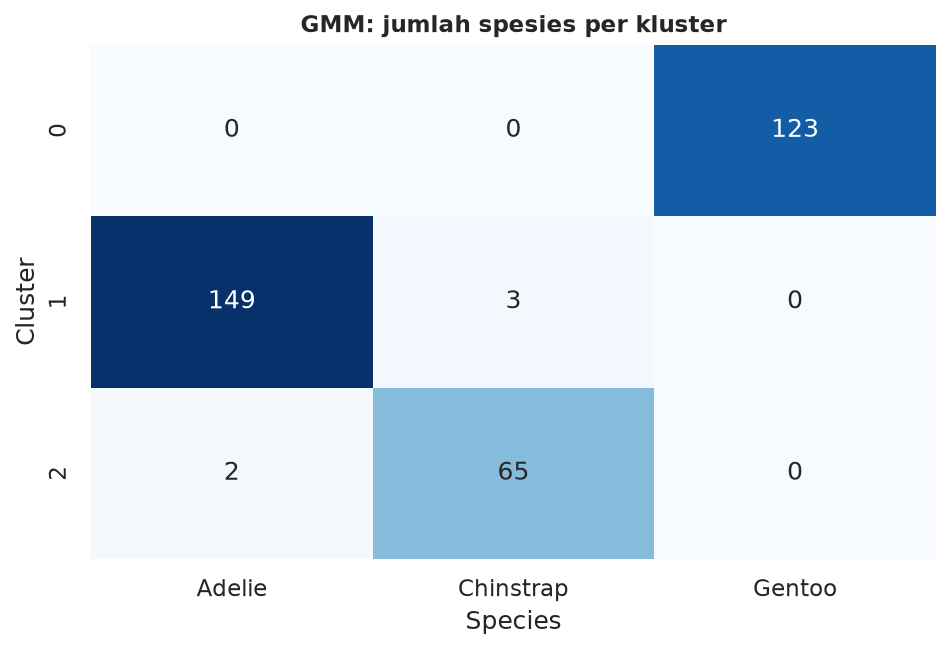 GMM: jumlah spesies per kluster
Cluster
0
0
0
123
1
149
3
0
2
2
65
0
Adelie
Chinstrap
Gentoo
Species